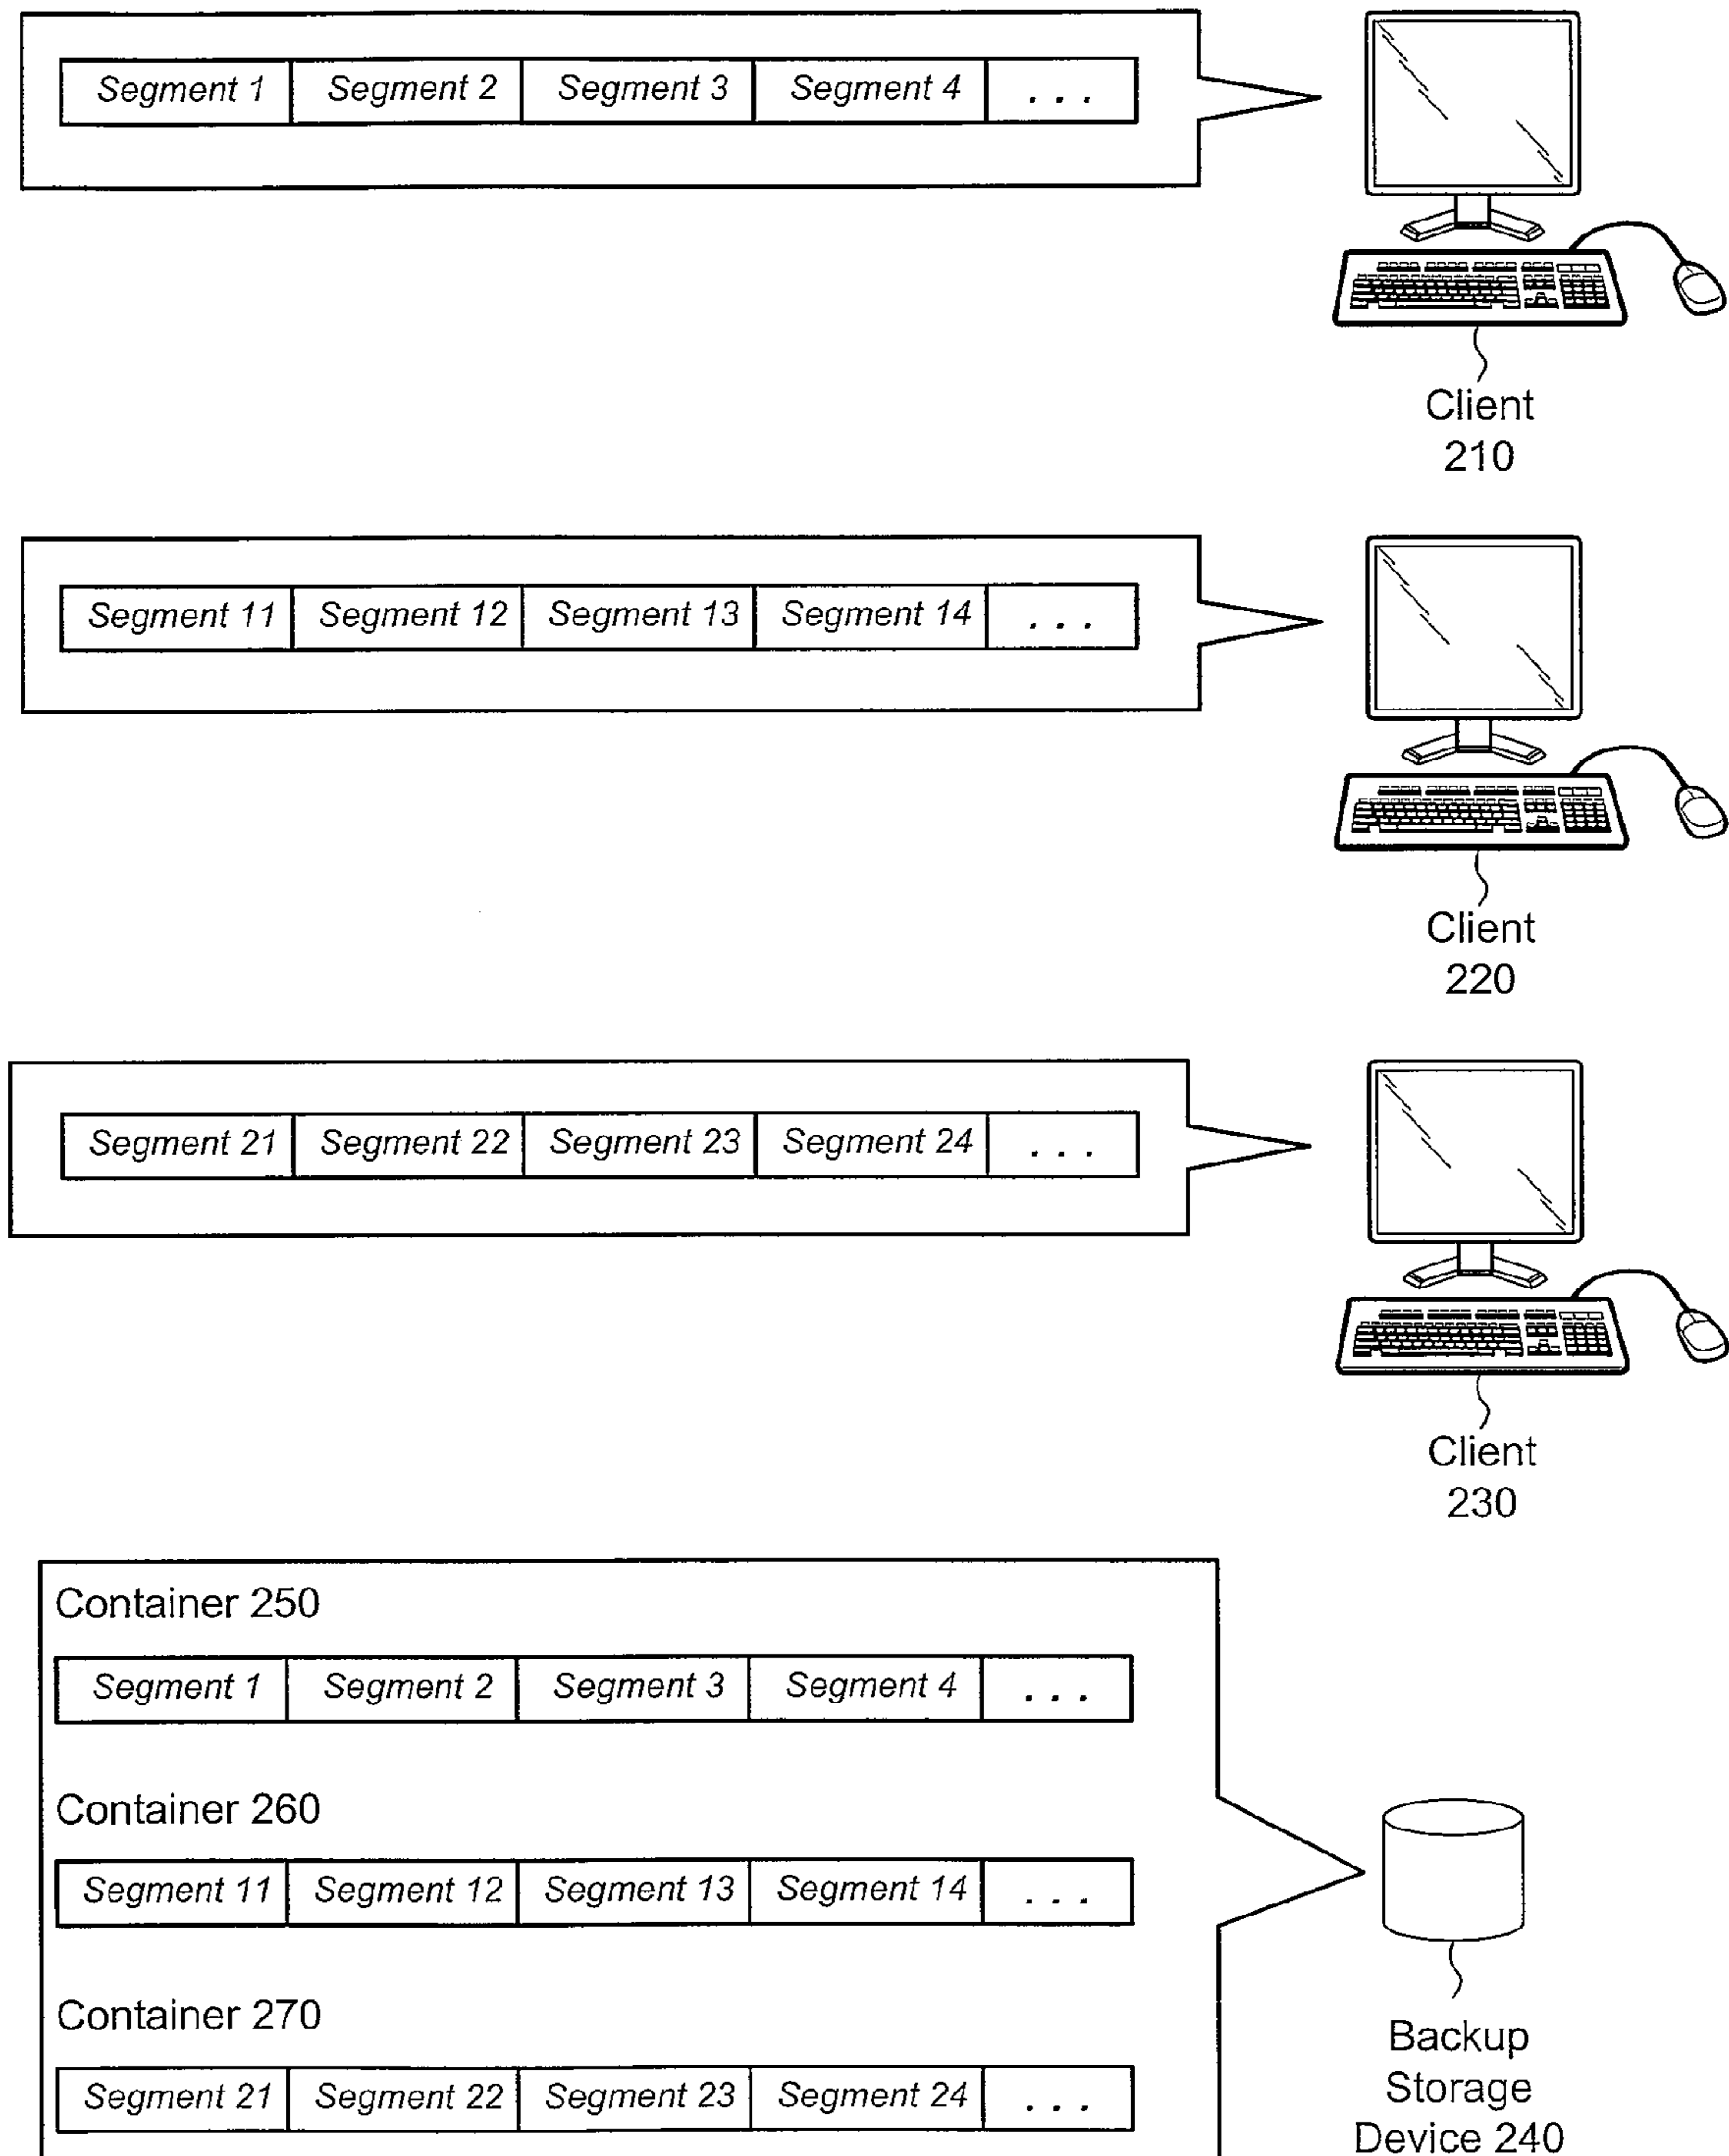 Segment 1 Segment 2 Segment 3 Segment 4 . . .
Client
210
Segment 11 Segment 12 Segment 13 Segment 14 . . .
Client
220
Segment 21 Segment 22 Segment 23 Segment 24 . . .
Client
230
Container 250
Segment 1 Segment 2 Segment 3 Segment 4 . . .
Container 260
Segment 11 Segment 12 Segment 13 Segment 14 . . .
Container 270
Segment 21 Segment 22 Segment 23 Segment 24 . . .
Backup
Storage
Device 240